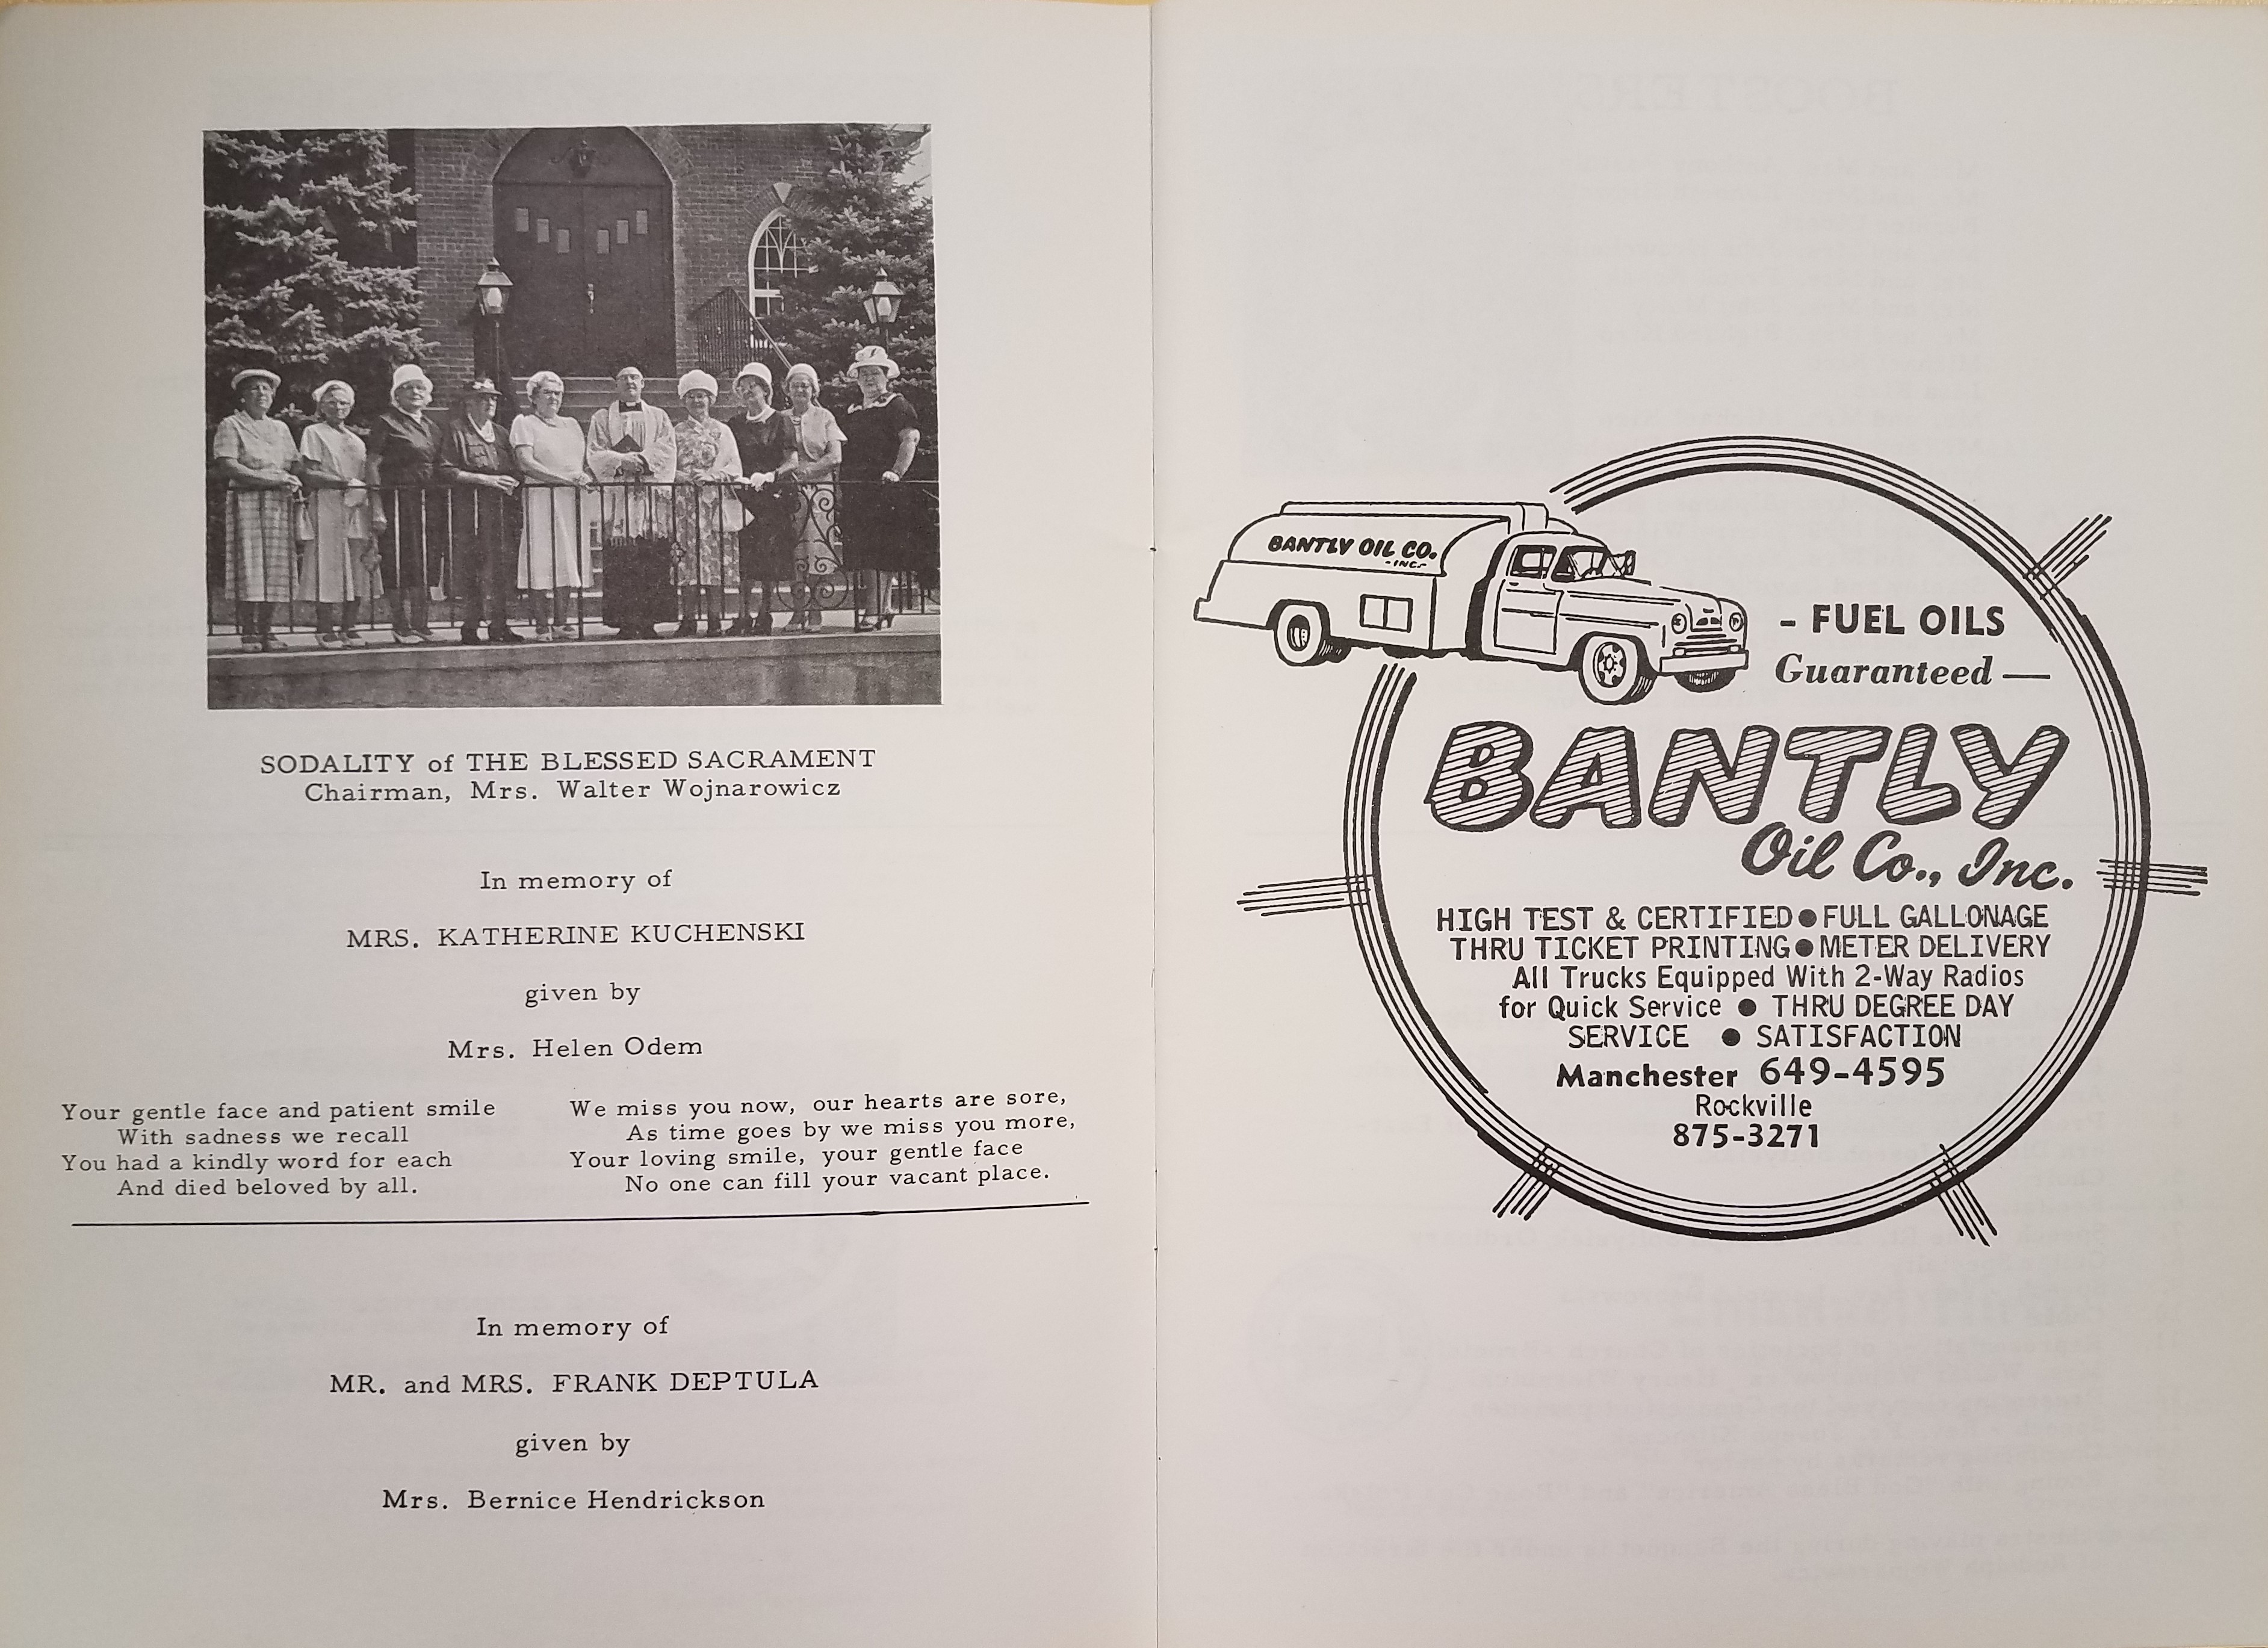 SODALITY of THE BLESSED SACRAMENT
Chairman, Mrs. Walter Wojnarowicz
In memory of
MRS. KATHERINE KUCHENSKI
given by
Mrs. Helen Odem
Your gentle face and patient smile
With sadness we recall
You had a kindly word for each
And died beloved by all.
We miss you now, our hearts are sore,
As time goes by we miss you more,
Your loving smile, your gentle face
No one can fill your vacant place.
In memory of
MR. and MRS. FRANK DEPTULA
given by
Mrs. Bernice Hendrickson
BANTLY OIL CO.
-INC-
- FUEL OILS
Guaranteed —
BANTLY
Oil Co., Inc.
HIGH TEST & CERTIFIED ● FULL GALLONAGE
THRU TICKET PRINTING ● METER DELIVERY
All Trucks Equipped With 2-Way Radios
for Quick Service ● THRU DEGREE DAY
SERVICE ● SATISFACTION
Manchester 649-4595
Rockville
875-3271